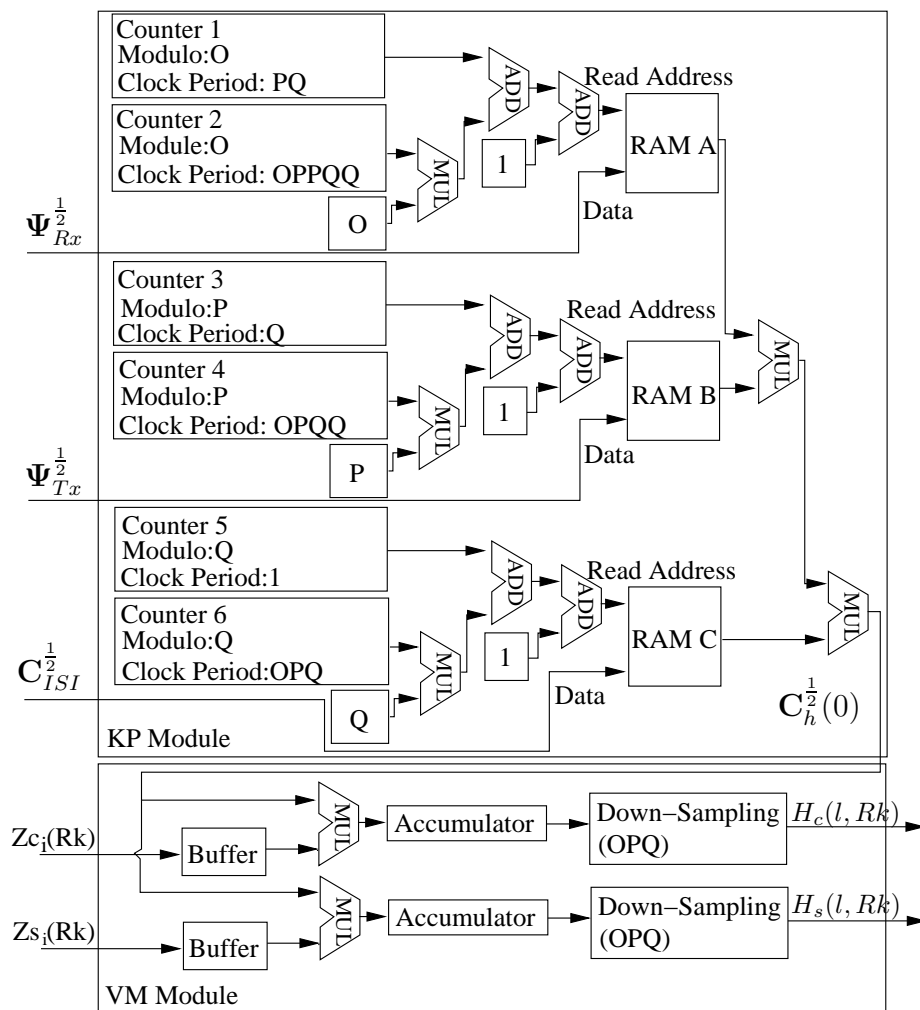 Counter 1
Modulo:O
Clock Period: PQ
ADD
ADD
Read Address
Counter 2
Module:O
Clock Period: OPPQQ
MUL
1
RAM A
O
Data
Ψ_{Rx}^{1/2}
Counter 3
Modulo:P
Clock Period:Q
ADD
ADD
Read Address
MUL
Counter 4
Modulo:P
Clock Period: OPQQ
MUL
1
RAM B
P
Data
Ψ_{Tx}^{1/2}
Counter 5
Modulo:Q
Clock Period:1
ADD
ADD
Read Address
MUL
Counter 6
Modulo:Q
Clock Period:OPQ
MUL
1
RAM C
C_{ISI}^{1/2}
Q
Data
C_h^{1/2}(0)
KP Module
MUL
Accumulator
Down−Sampling
(OPQ)
H_c(l, Rk)
Zc_i(Rk)
Buffer
MUL
Accumulator
Down−Sampling
(OPQ)
H_s(l, Rk)
Zs_i(Rk)
Buffer
VM Module